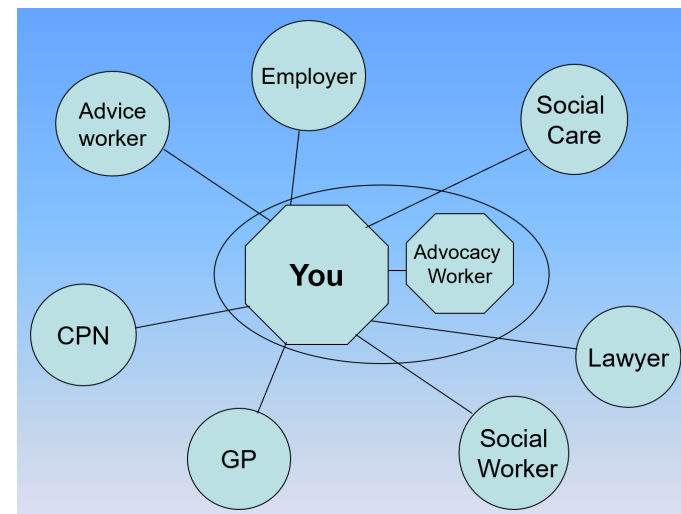 Employer
Advice
worker
Social
Care
You
Advocacy
Worker
CPN
Lawyer
GP
Social
Worker